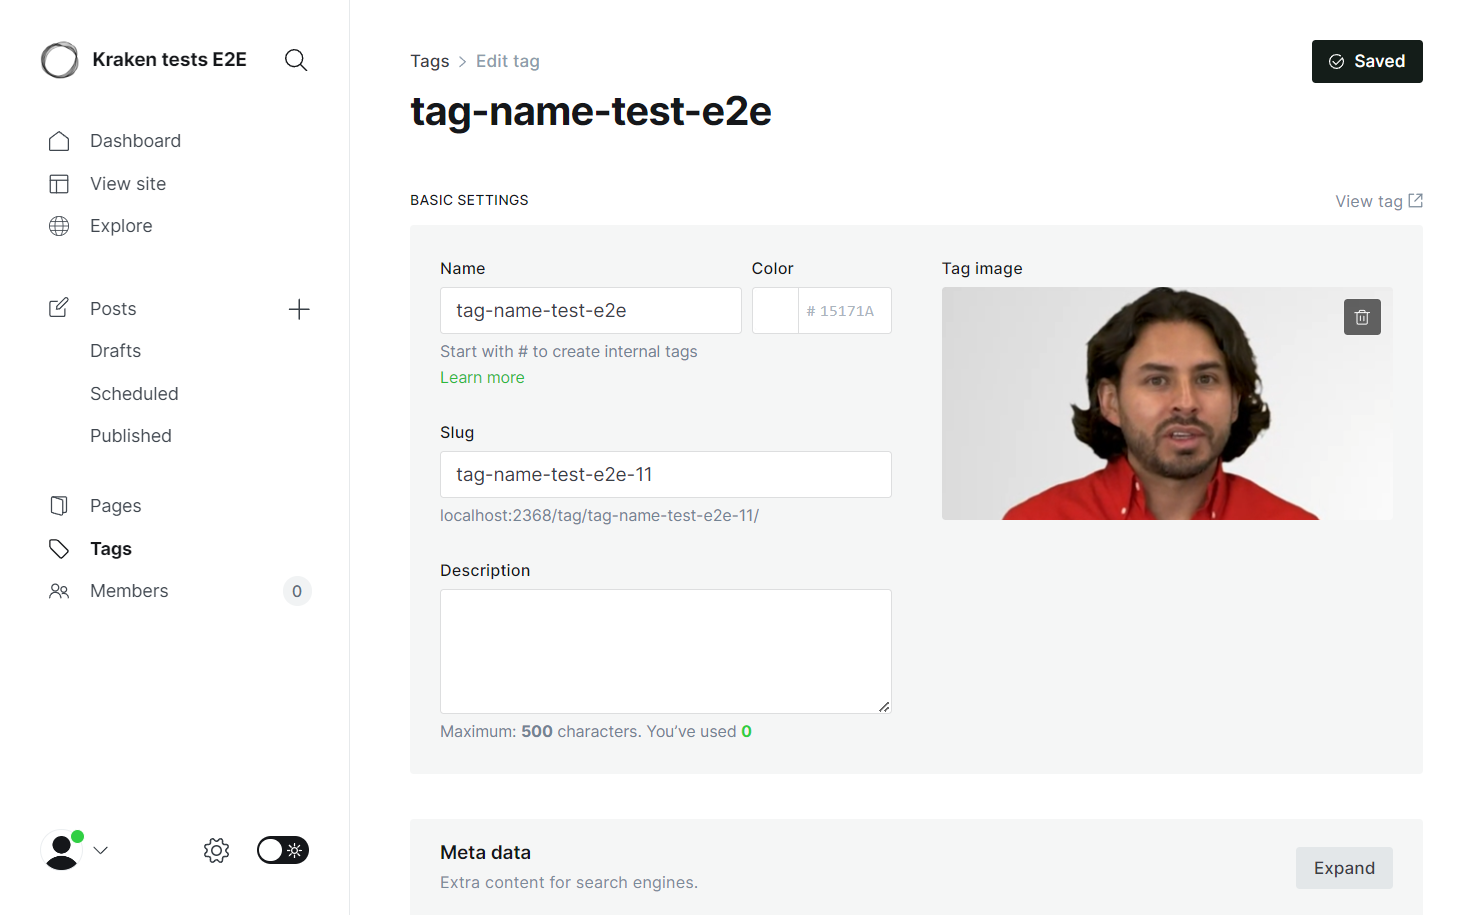 Kraken tests E2E
Dashboard
View site
Explore
Posts
Drafts
Scheduled
Published
Pages
Tags
Members
0
Tags > Edit tag
Saved
tag-name-test-e2e
BASIC SETTINGS
View tag
Name
tag-name-test-e2e
Color
# 15171A
Start with # to create internal tags
Learn more
Slug
tag-name-test-e2e-11
localhost:2368/tag/tag-name-test-e2e-11/
Description
Maximum: 500 characters. You’ve used 0
Tag image
Meta data
Extra content for search engines.
Expand